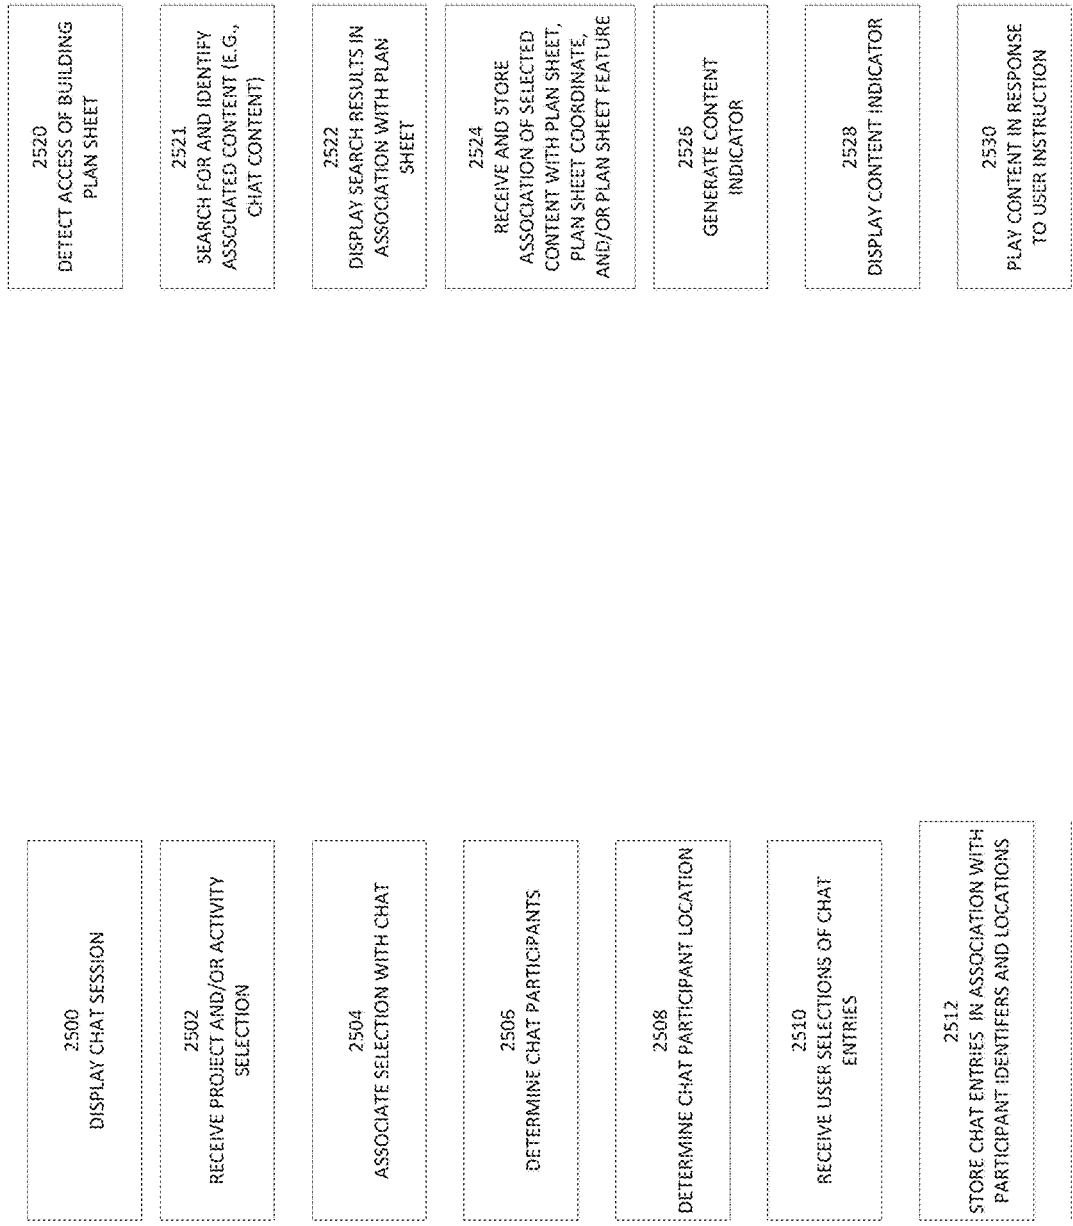 2500
DISPLAY CHAT SESSION
2502
RECEIVE PROJECT AND/OR ACTIVITY
SELECTION
2504
ASSOCIATE SELECTION WITH CHAT
2506
DETERMINE CHAT PARTICIPANTS
2508
DETERMINE CHAT PARTICIPANT LOCATION
2510
RECEIVE USER SELECTIONS OF CHAT
ENTRIES
2512
STORE CHAT ENTRIES IN ASSOCIATION WITH
PARTICIPANT IDENTIFERS AND LOCATIONS
2520
DETECT ACCESS OF BUILDING
PLAN SHEET
2521
SEARCH FOR AND IDENTIFY
ASSOCIATED CONTENT (E.G.,
CHAT CONTENT)
2522
DISPLAY SEARCH RESULTS IN
ASSOCIATION WITH PLAN
SHEET
2524
RECEIVE AND STORE
ASSOCIATION OF SELECTED
CONTENT WITH PLAN SHEET,
PLAN SHEET COORDINATE,
AND/OR PLAN SHEET FEATURE
2526
GENERATE CONTENT
INDICATOR
2528
DISPLAY CONTENT INDICATOR
2530
PLAY CONTENT IN RESPONSE
TO USER INSTRUCTION